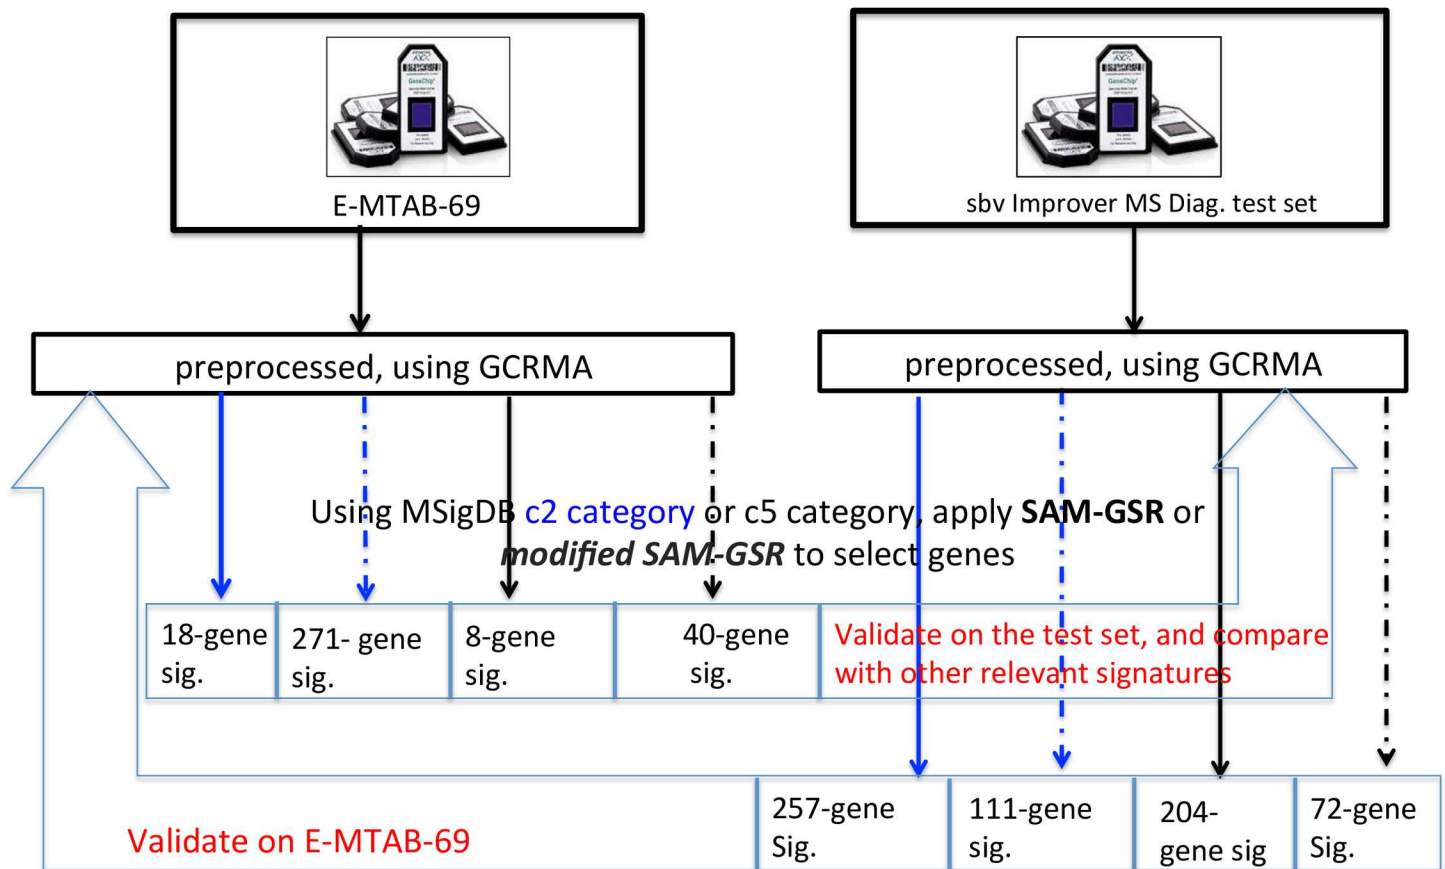 GeneChip®
GeneChip®
E-MTAB-69
sbv Improver MS Diag. test set
preprocessed, using GCRMA
preprocessed, using GCRMA
Using MSigDB c2 category or c5 category, apply SAM-GSR or
modified SAM-GSR to select genes
18-gene
sig.
271- gene
sig.
8-gene
sig.
40-gene
sig.
Validate on the test set, and compare
with other relevant signatures
257-gene
Sig.
111-gene
sig.
204-
gene sig
72-gene
Sig.
Validate on E-MTAB-69